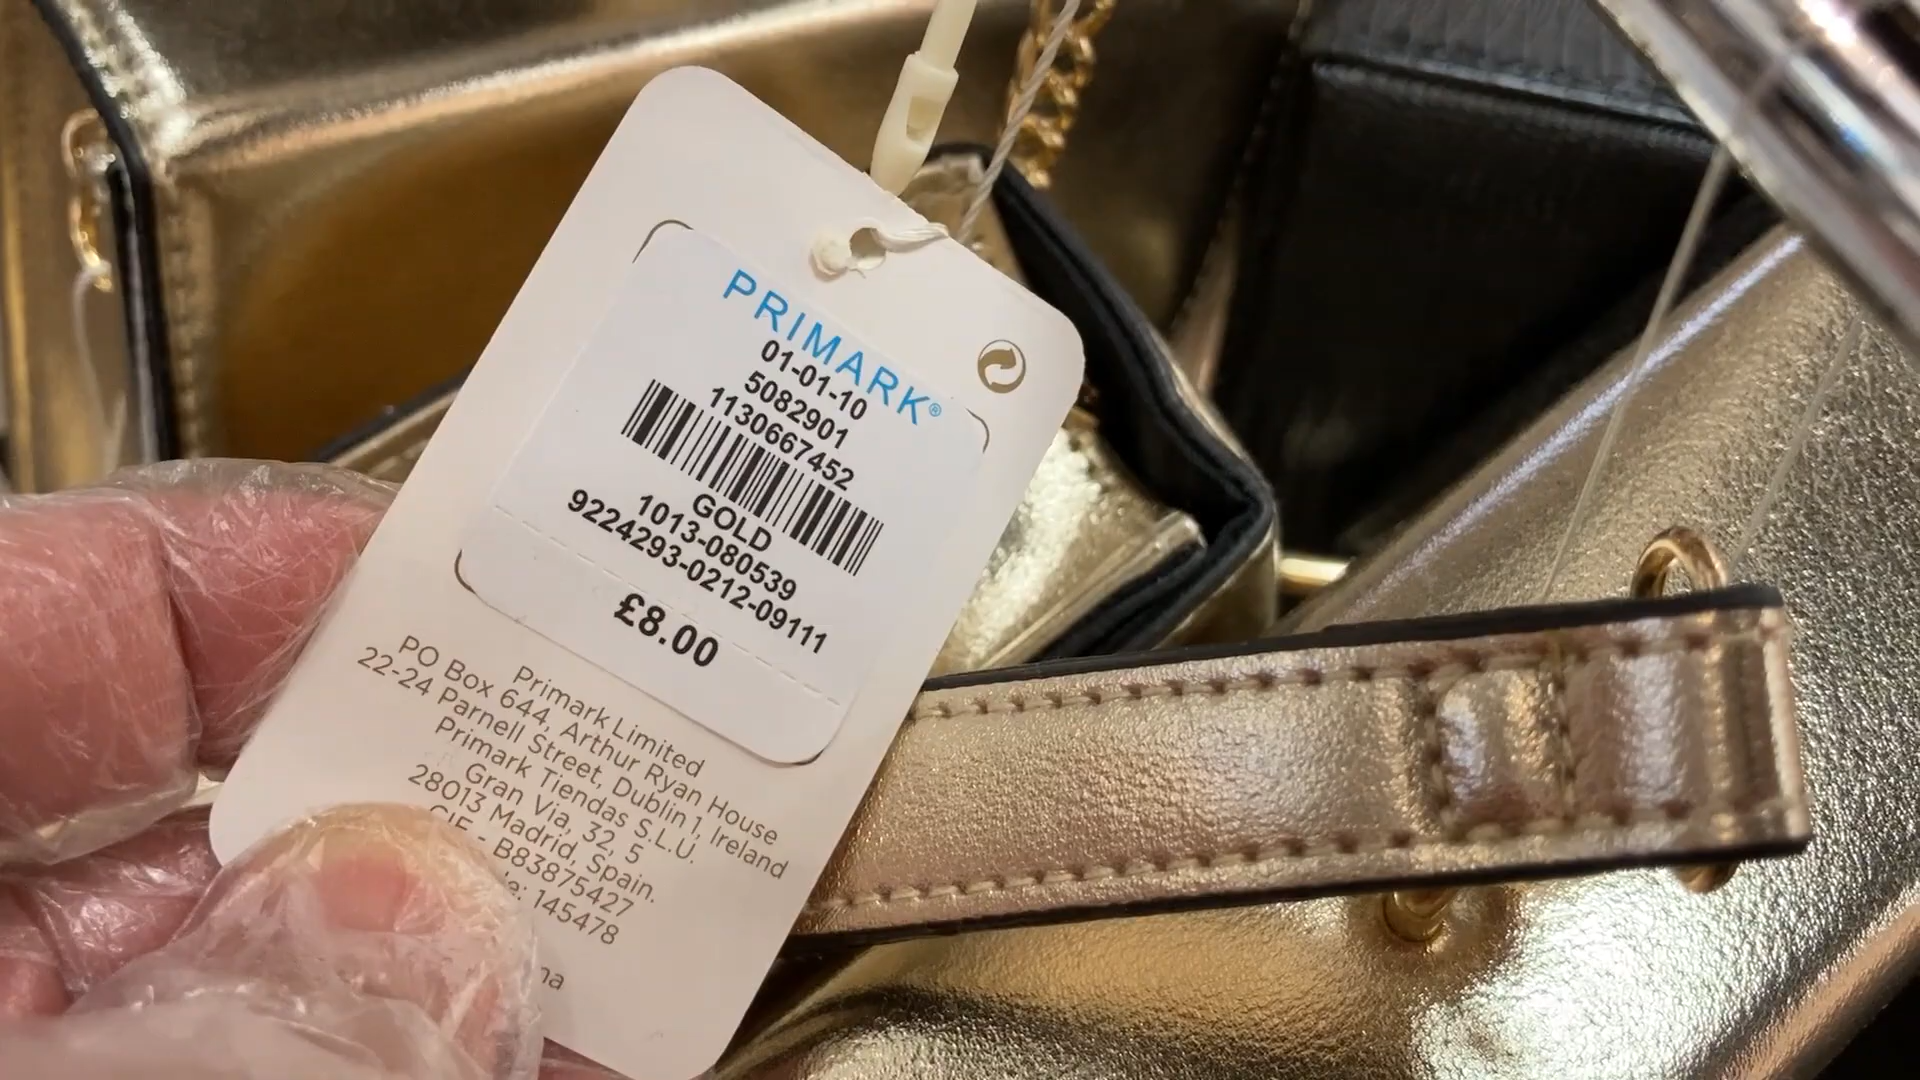 PRIMARK®
01-01-10
5082901
1130667452
GOLD
1013-080539
9224293-0212-09111
£8.00
Primark Limited
PO Box 644, Arthur Ryan House
22-24 Parnell Street, Dublin 1, Ireland
Primark Tiendas S.L.U.
Gran Via, 32, 5
28013 Madrid, Spain.
CIF - B83875427
145478